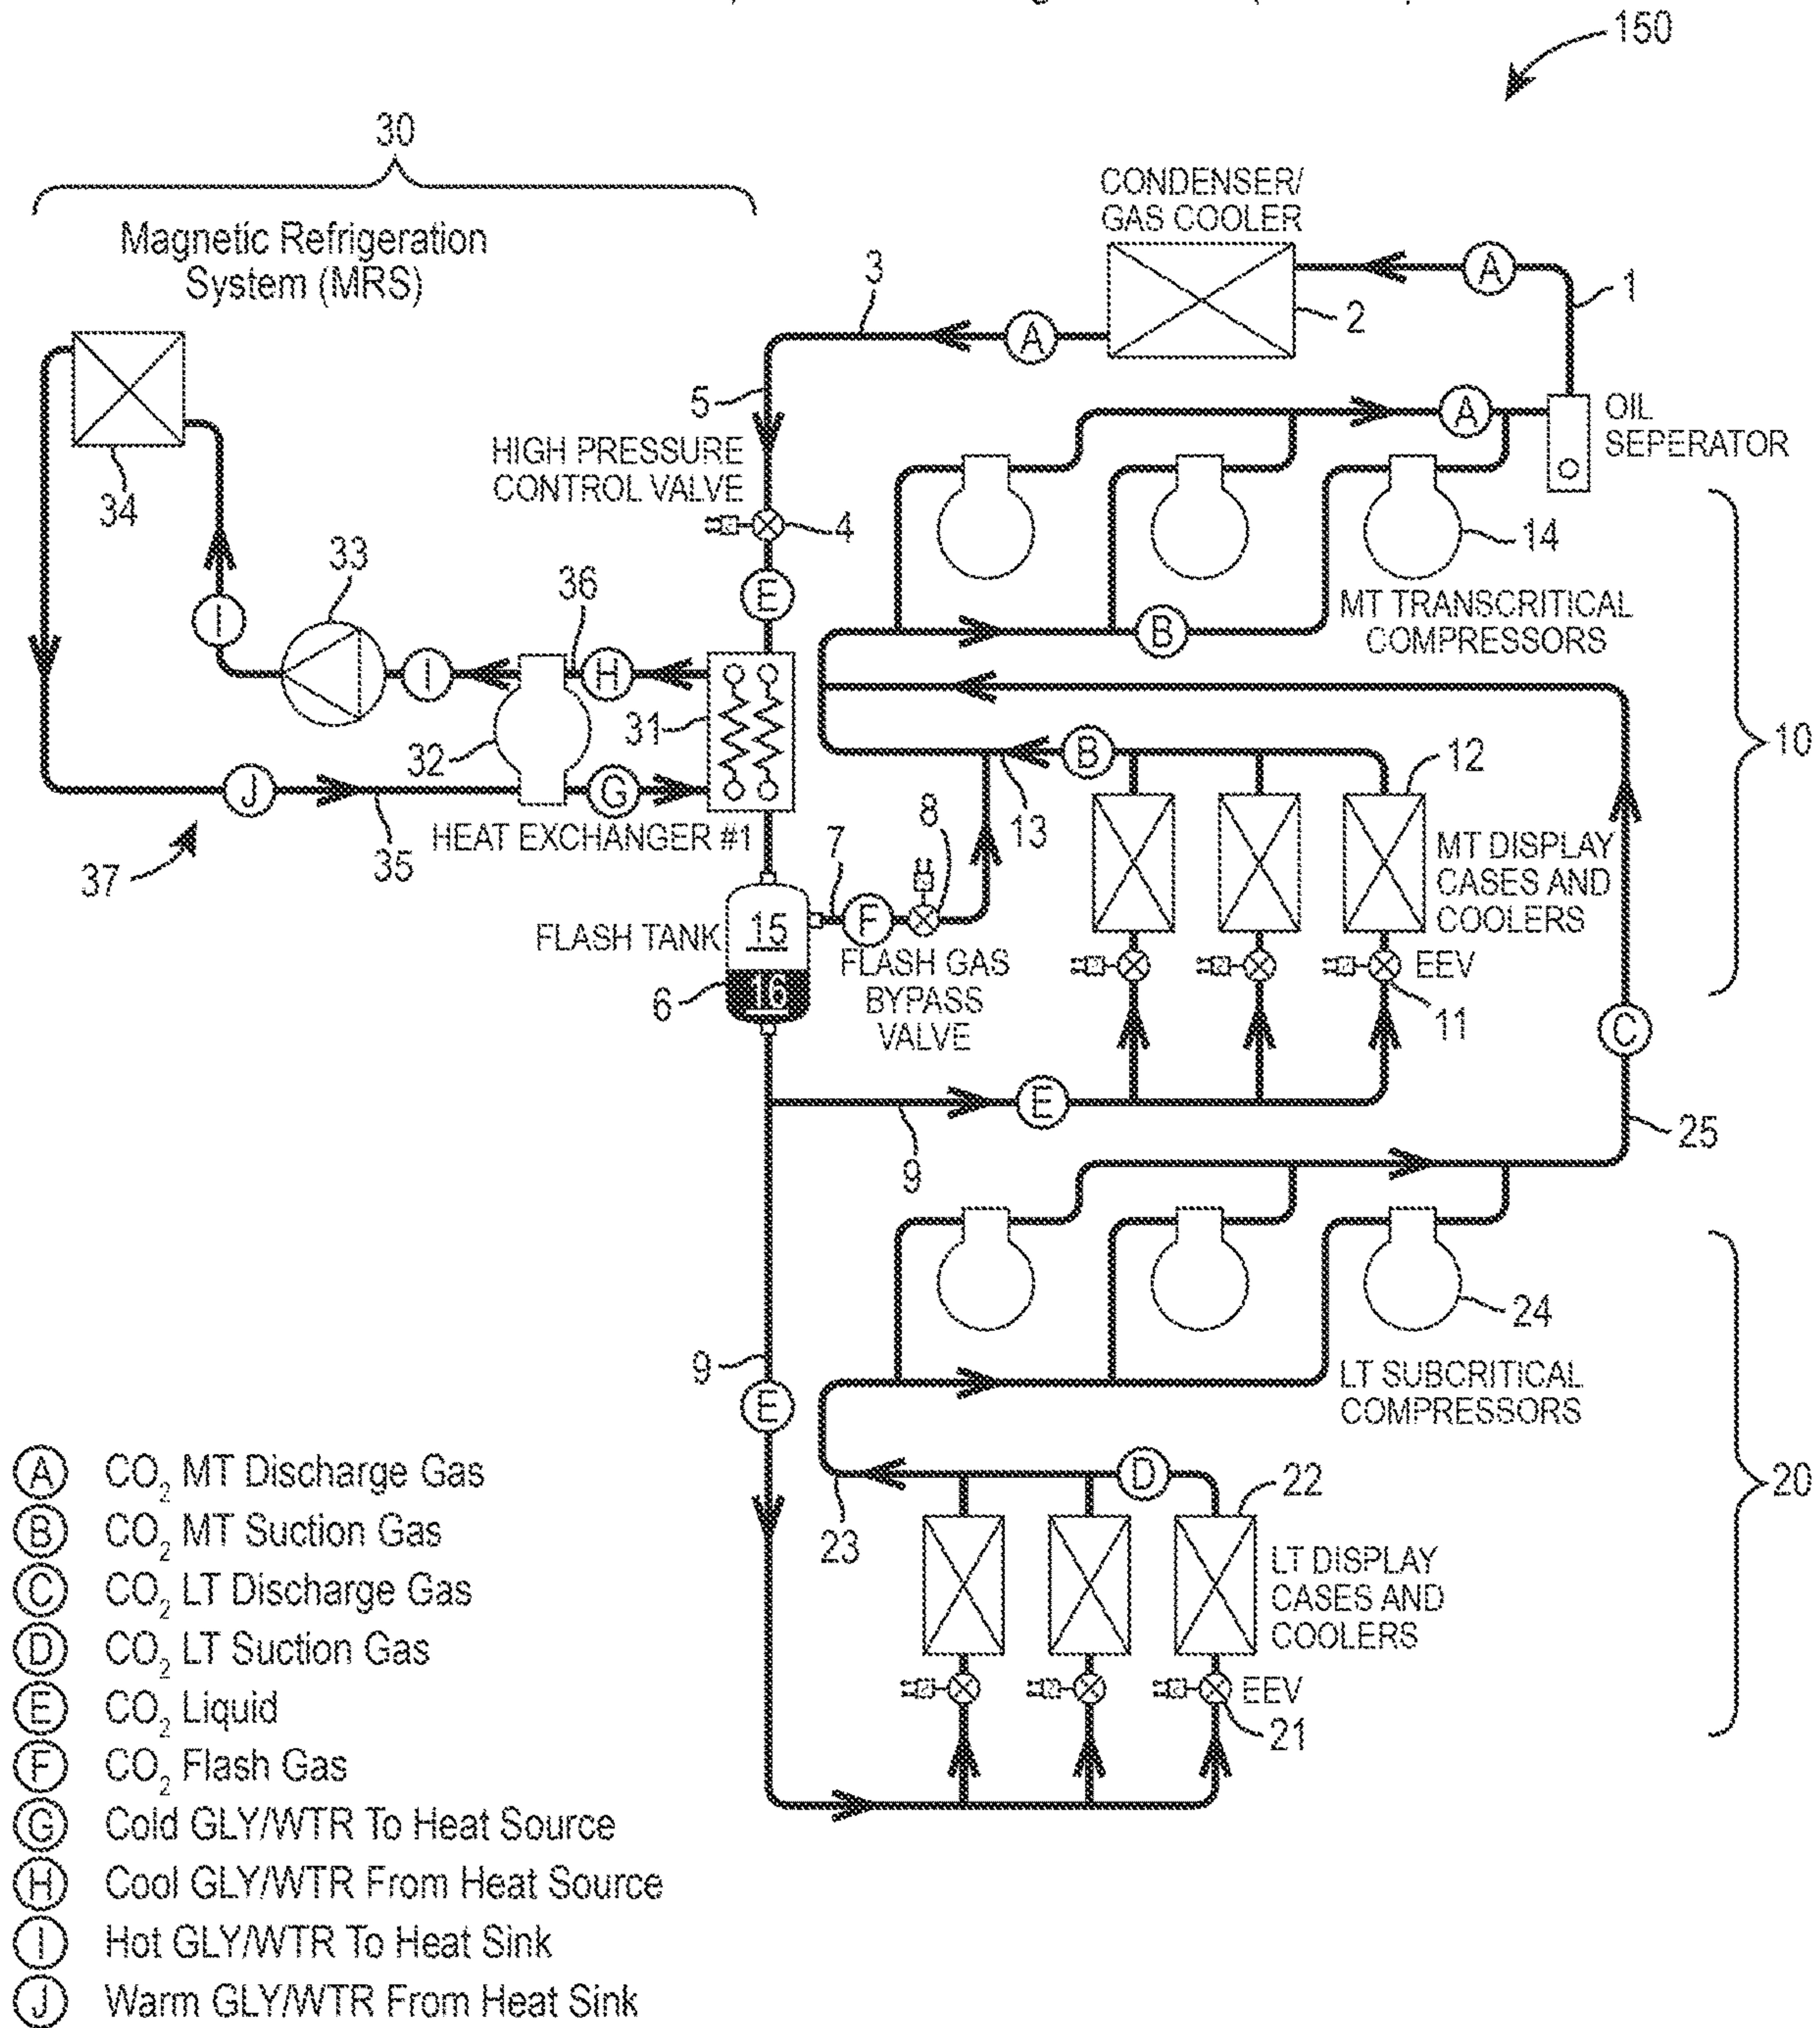 150
30
Magnetic Refrigeration
System (MRS)
CONDENSER/
GAS COOLER
3
A
1
2
A
5
A
OIL
SEPERATOR
HIGH PRESSURE
CONTROL VALVE
34
4
14
33
36
E
I
MT TRANSCRITICAL
COMPRESSORS
B
I
H
31
32
10
B
12
J
G
13
8
HEAT EXCHANGER #1
35
37
7
MT DISPLAY
CASES AND
COOLERS
15
F
FLASH TANK
FLASH GAS
BYPASS
VALVE
EEV
6
16
11
C
E
9
25
24
9
E
LT SUBCRITICAL
COMPRESSORS
D
22
20
23
LT DISPLAY
CASES AND
COOLERS
EEV
21
A CO2 MT Discharge Gas
B CO2 MT Suction Gas
C CO2 LT Discharge Gas
D CO2 LT Suction Gas
E CO2 Liquid
F CO2 Flash Gas
G Cold GLY/WTR To Heat Source
H Cool GLY/WTR From Heat Source
I Hot GLY/WTR To Heat Sink
J Warm GLY/WTR From Heat Sink